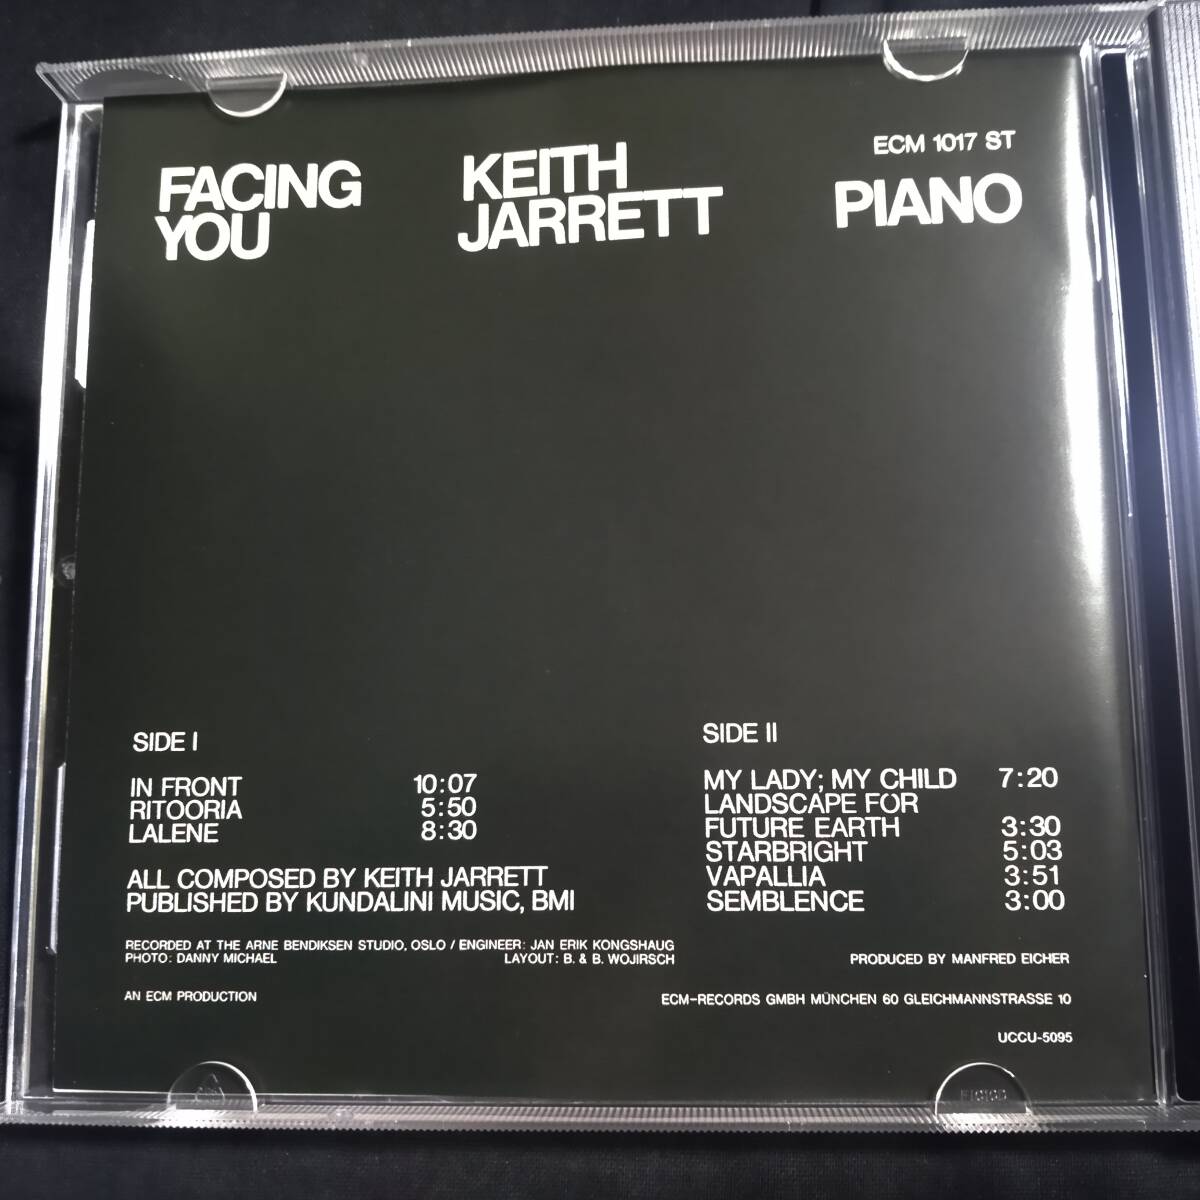 ECM 1017 ST
FACING
YOU
KEITH
JARRETT
PIANO
SIDE I
IN FRONT 10:07
RITOORIA 5:50
LALENE 8:30
ALL COMPOSED BY KEITH JARRETT
PUBLISHED BY KUNDALINI MUSIC, BMI
SIDE II
MY LADY; MY CHILD 7:20
LANDSCAPE FOR
FUTURE EARTH 3:30
STARBRIGHT 5:03
VAPALLIA 3:51
SEMBLENCE 3:00
RECORDED AT THE ARNE BENDIKSEN STUDIO, OSLO / ENGINEER: JAN ERIK KONGSHAUG
PHOTO: DANNY MICHAEL LAYOUT: B. & B. WOJIRSCH
PRODUCED BY MANFRED EICHER
AN ECM PRODUCTION
ECM-RECORDS GMBH MÜNCHEN 60 GLEICHMANNSTRASSE 10
UCCU-5095